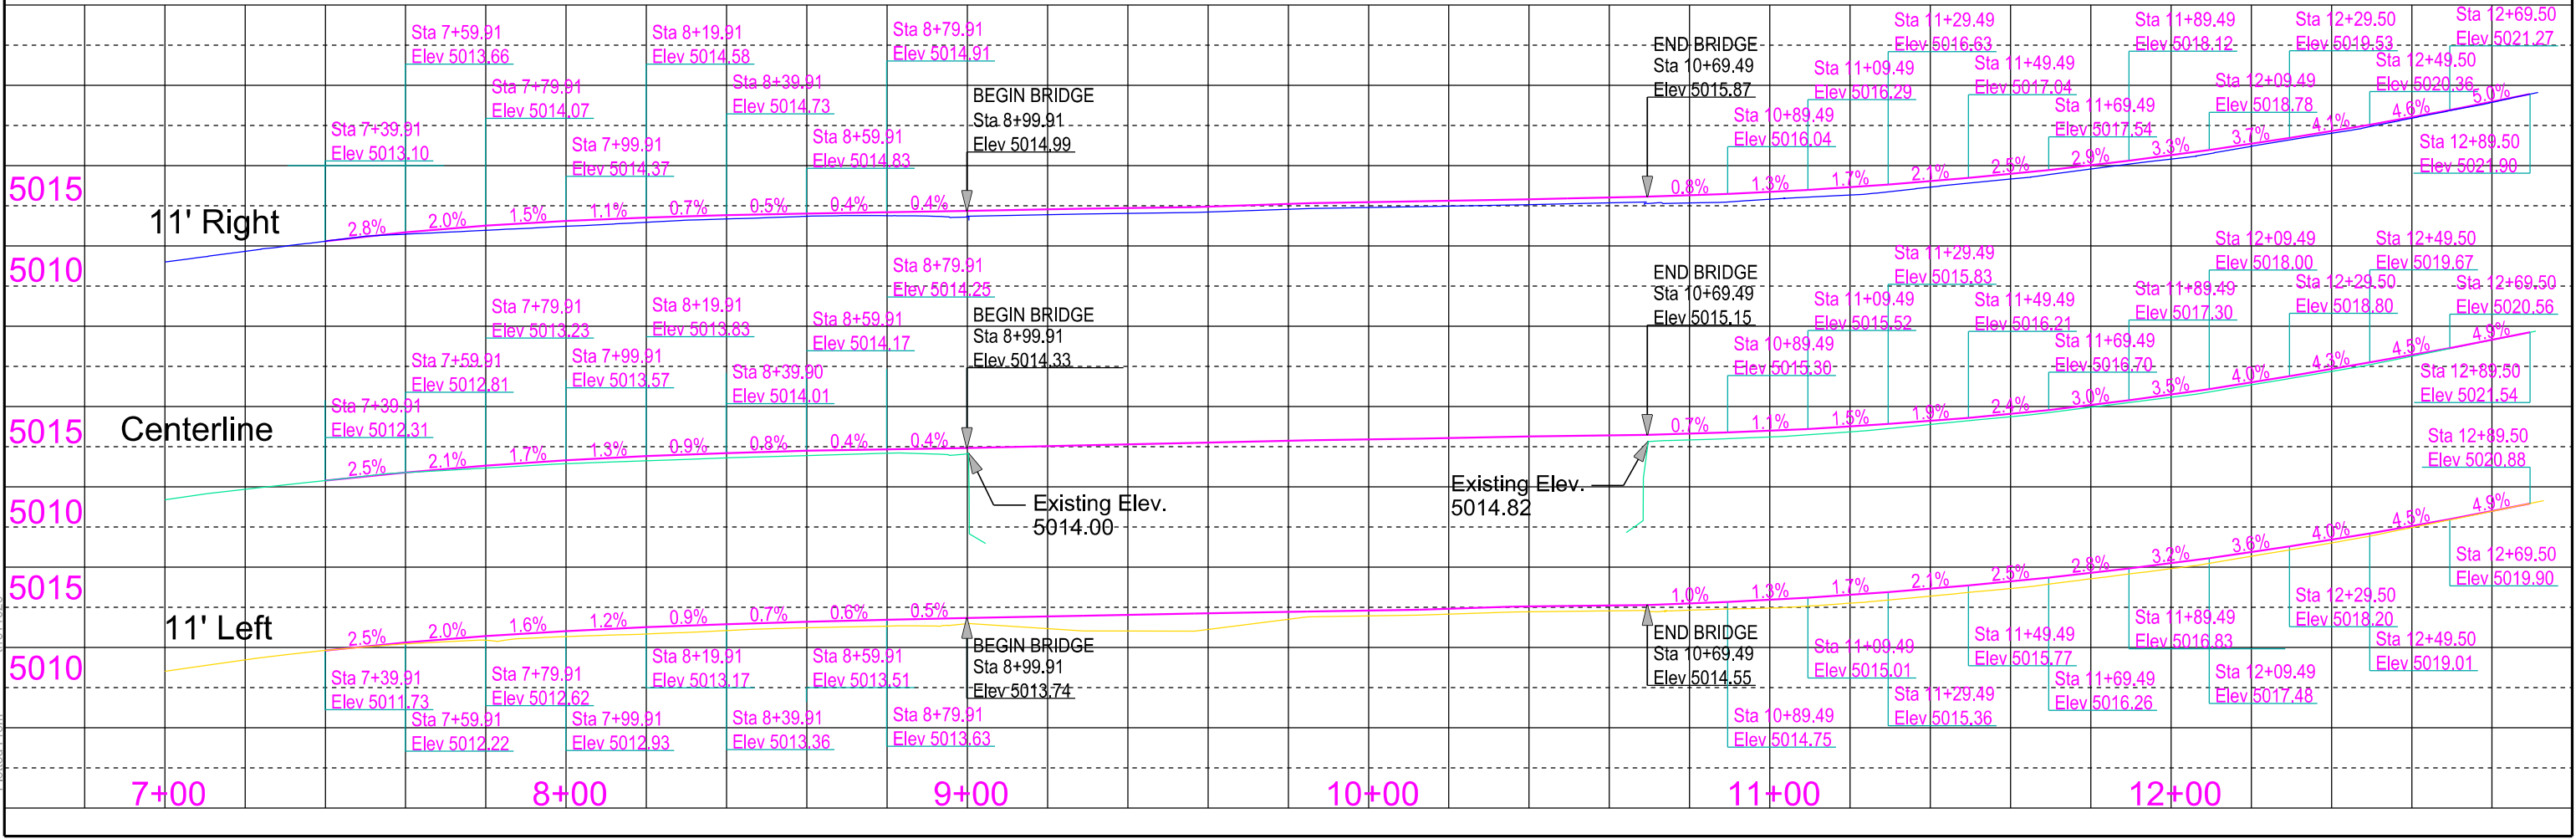 Sta 7+59.91
Elev 5013.66
Sta 8+19.91
Elev 5014.58
Sta 8+79.91
Elev 5014.91
Sta 7+79.91
Elev 5014.07
Sta 8+39.91
Elev 5014.73
Sta 7+39.91
Elev 5013.10
Sta 7+99.91
Elev 5014.37
Sta 8+59.91
Elev 5014.83
BEGIN BRIDGE
Sta 8+99.91
Elev 5014.99
END BRIDGE
Sta 10+69.49
Elev 5015.87
Sta 10+89.49
Elev 5016.04
Sta 11+09.49
Elev 5016.29
Sta 11+29.49
Elev 5016.63
Sta 11+49.49
Elev 5017.04
Sta 11+69.49
Elev 5017.54
Sta 11+89.49
Elev 5018.12
Sta 12+09.49
Elev 5018.78
Sta 12+29.50
Elev 5019.53
Sta 12+49.50
Elev 5020.36
Sta 12+69.50
Elev 5021.27
Sta 12+89.50
Elev 5021.90
5015
11' Right
5010
2.8% 2.0% 1.5% 1.1% 0.7% 0.5% 0.4% 0.4%
0.8% 1.3% 1.7% 2.1% 2.5% 2.9% 3.3% 3.7% 4.1% 4.6% 5.0%
Sta 8+79.91
Elev 5014.25
Sta 7+79.91
Elev 5013.23
Sta 8+19.91
Elev 5013.83
Sta 8+59.91
Elev 5014.17
Sta 7+59.91
Elev 5012.81
Sta 7+99.91
Elev 5013.57
Sta 8+39.90
Elev 5014.01
Sta 7+39.91
Elev 5012.31
BEGIN BRIDGE
Sta 8+99.91
Elev 5014.33
END BRIDGE
Sta 10+69.49
Elev 5015.15
Sta 10+89.49
Elev 5015.30
Sta 11+09.49
Elev 5015.52
Sta 11+29.49
Elev 5015.83
Sta 11+49.49
Elev 5016.21
Sta 11+69.49
Elev 5016.70
Sta 11+89.49
Elev 5017.30
Sta 12+09.49
Elev 5018.00
Sta 12+29.50
Elev 5018.80
Sta 12+49.50
Elev 5019.67
Sta 12+69.50
Elev 5020.56
Sta 12+89.50
Elev 5021.54
5015
Centerline
5010
2.5% 2.1% 1.7% 1.3% 0.9% 0.8% 0.4% 0.4%
0.7% 1.1% 1.5% 1.9% 2.4% 3.0% 3.5% 4.0% 4.3% 4.5% 4.9%
Existing Elev.
5014.00
Existing Elev.
5014.82
Sta 12+89.50
Elev 5020.88
5015
11' Left
5010
2.5% 2.0% 1.6% 1.2% 0.9% 0.7% 0.6% 0.5%
1.0% 1.3% 1.7% 2.1% 2.5% 2.8% 3.2% 3.6% 4.0% 4.5% 4.9%
Sta 7+39.91
Elev 5011.73
Sta 7+59.91
Elev 5012.22
Sta 7+79.91
Elev 5012.62
Sta 7+99.91
Elev 5012.93
Sta 8+19.91
Elev 5013.17
Sta 8+39.91
Elev 5013.36
Sta 8+59.91
Elev 5013.51
Sta 8+79.91
Elev 5013.63
BEGIN BRIDGE
Sta 8+99.91
Elev 5013.74
END BRIDGE
Sta 10+69.49
Elev 5014.55
Sta 10+89.49
Elev 5014.75
Sta 11+09.49
Elev 5015.01
Sta 11+29.49
Elev 5015.36
Sta 11+49.49
Elev 5015.77
Sta 11+69.49
Elev 5016.26
Sta 11+89.49
Elev 5016.83
Sta 12+09.49
Elev 5017.48
Sta 12+29.50
Elev 5018.20
Sta 12+49.50
Elev 5019.01
Sta 12+69.50
Elev 5019.90
7+00 8+00 9+00 10+00 11+00 12+00